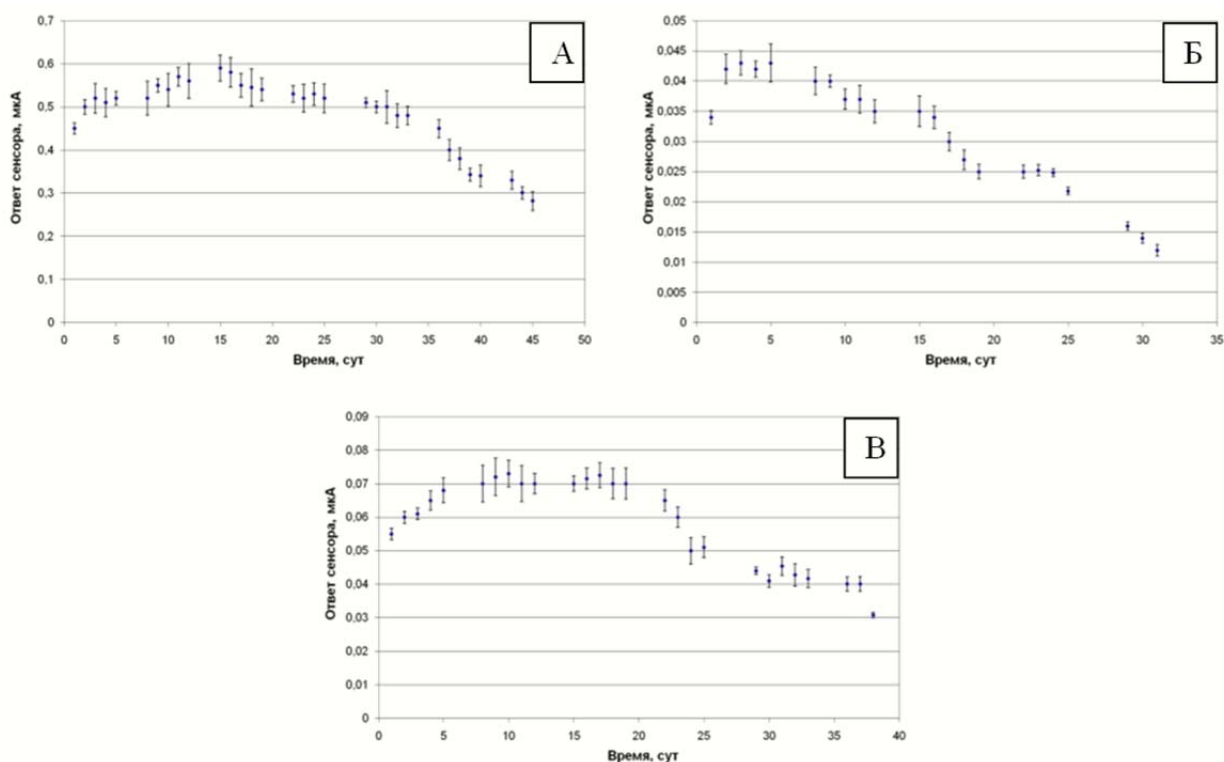 А
0,7
0,6
0,5
0,4
0,3
0,2
0,1
0
0 5 10 15 20 25 30 35 40 45 50
Ответ сенсора, мкА
Время, сут
Б
0,05
0,045
0,04
0,035
0,03
0,025
0,02
0,015
0,01
0,005
0
0 5 10 15 20 25 30 35
Ответ сенсора, мкА
Время, сут
В
0,09
0,08
0,07
0,06
0,05
0,04
0,03
0,02
0,01
0
0 5 10 15 20 25 30 35 40
Ответ сенсора, мкА
Время, сут